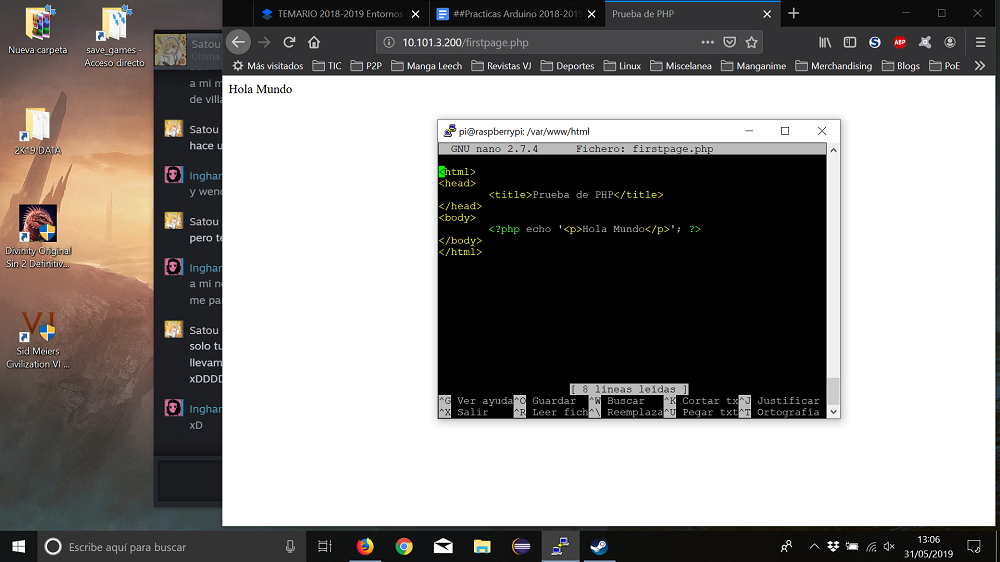 Nueva carpeta
save_games -
Acceso directo
2K^9 DATA
Divinity Original
Sin 2 Definitiv...
Sid Meiers
Civilization VI ...
Satou
Última
a mi m
de villa
Satou
hace u
Inghar
y wend
Satou
pero te
Inghar
a mi no
me par
Satou
solo tu
llevam
xDDDD
Inghar
xD
TEMARIO 2018-2019 Entornos
##Practicas Arduino 2018-2019
Prueba de PHP
10.101.3.200/firstpage.php
ABP
Más visitados
TIC
P2P
Manga Leech
Revistas VJ
Deportes
Linux
Miscelanea
Manganime
Merchandising
Blogs
PoE
Hola Mundo
pi@raspberrypi: /var/www/html
GNU nano 2.7.4 Fichero: firstpage.php
<html>
<head>
<title>Prueba de PHP</title>
</head>
<body>
<?php echo '<p>Hola Mundo</p>'; ?>
</body>
</html>
[ 8 líneas leídas ]
^G Ver ayuda^O Guardar ^W Buscar ^K Cortar tx^J Justificar
^X Salir ^R Leer fich^\ Reemplaza^U Pegar txt^T Ortografía
Escribe aquí para buscar
13:06
31/05/2019